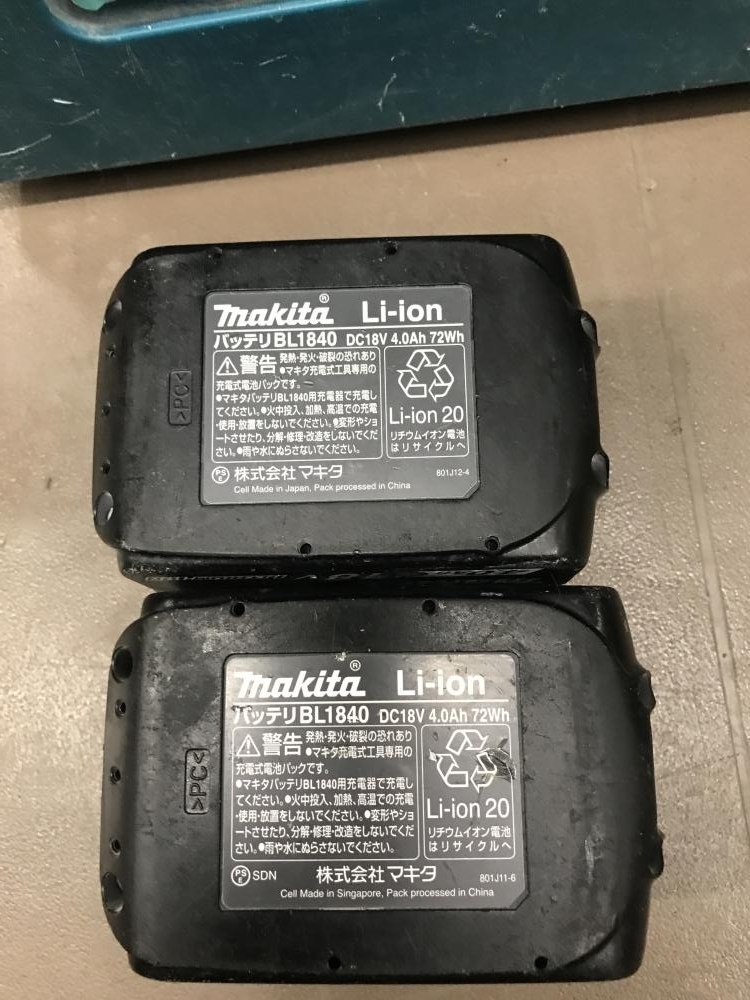 makita® Li-ion
バッテリBL1840 DC18V 4.0Ah 72Wh
警告 発熱・発火・破裂の恐れあり
●マキタ充電式工具専用の
充電式電池パックです。
●マキタバッテリBL1840用充電器で充電し
てください。●火中投入、加熱、高温での充電
・使用・放置をしないでください。●変形やショ
ートさせたり、分解・修理・改造をしないでくだ
さい。●雨や水にぬらさないでください。
Li-ion 20
リチウムイオン電池
はリサイクルへ
PSE 株式会社マキタ 801J12-4
Cell Made in Japan, Pack processed in China
>PC<
makita® Li-ion
バッテリBL1840 DC18V 4.0Ah 72Wh
警告 発熱・発火・破裂の恐れあり
●マキタ充電式工具専用の
充電式電池パックです。
●マキタバッテリBL1840用充電器で充電し
てください。●火中投入、加熱、高温での充電
・使用・放置をしないでください。●変形やショ
ートさせたり、分解・修理・改造をしないでくだ
さい。●雨や水にぬらさないでください。
Li-ion 20
リチウムイオン電池
はリサイクルへ
PSE SDN 株式会社マキタ 801J11-6
Cell Made in Singapore, Pack processed in China
>PC<